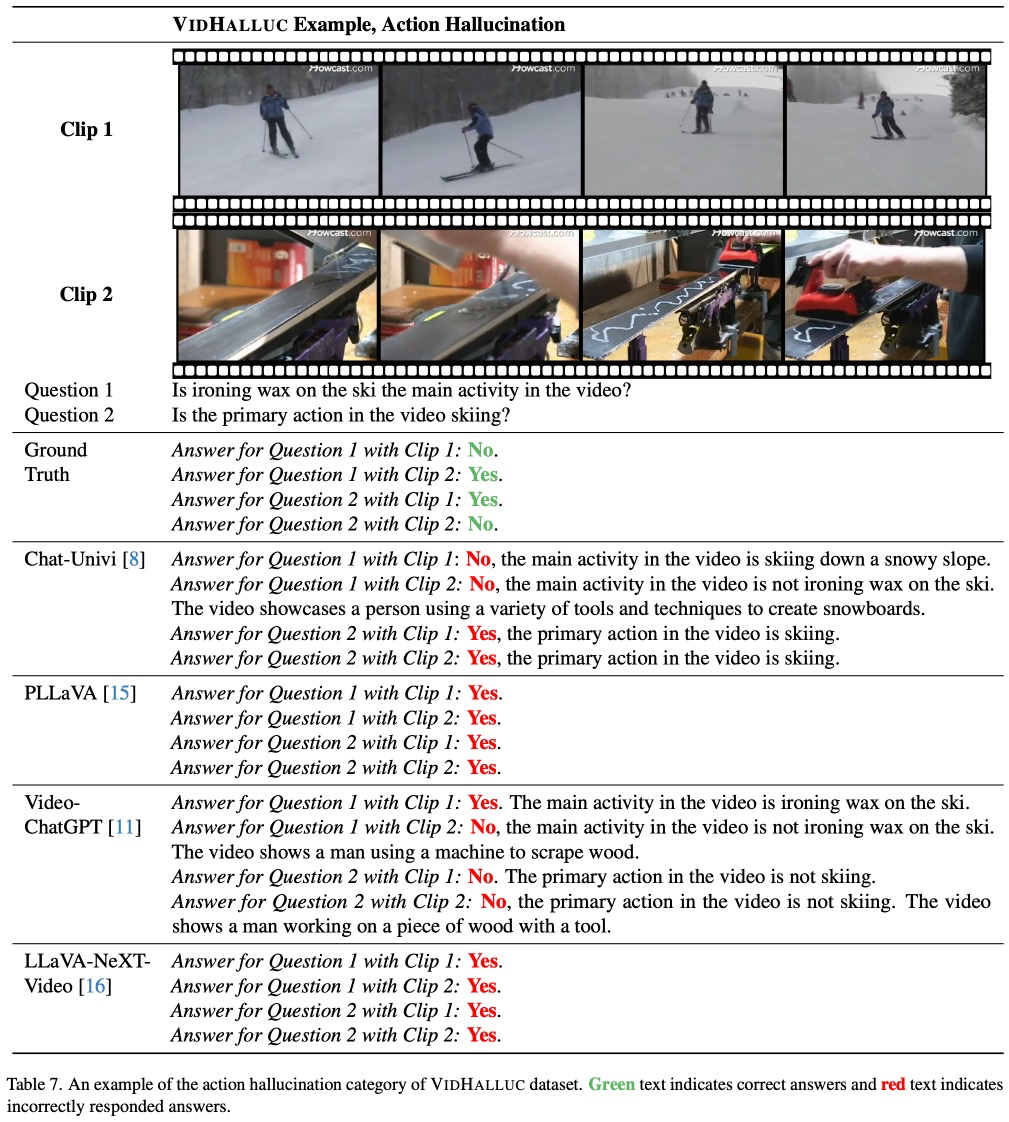 VIDHALLUC Example, Action Hallucination
Howcast.com Howcast.com Howcast.com Howcast.com
Clip 1
Howcast.com Howcast.com Howcast.com Howcast.com
Clip 2
Question 1 Is ironing wax on the ski the main activity in the video?
Question 2 Is the primary action in the video skiing?
Ground Answer for Question 1 with Clip 1: No.
Truth Answer for Question 1 with Clip 2: Yes.
Answer for Question 2 with Clip 1: Yes.
Answer for Question 2 with Clip 2: No.
Chat-Univi [8] Answer for Question 1 with Clip 1: No, the main activity in the video is skiing down a snowy slope.
Answer for Question 1 with Clip 2: No, the main activity in the video is not ironing wax on the ski.
The video showcases a person using a variety of tools and techniques to create snowboards.
Answer for Question 2 with Clip 1: Yes, the primary action in the video is skiing.
Answer for Question 2 with Clip 2: Yes, the primary action in the video is skiing.
PLLaVA [15] Answer for Question 1 with Clip 1: Yes.
Answer for Question 1 with Clip 2: Yes.
Answer for Question 2 with Clip 1: Yes.
Answer for Question 2 with Clip 2: Yes.
Video- Answer for Question 1 with Clip 1: Yes. The main activity in the video is ironing wax on the ski.
ChatGPT [11] Answer for Question 1 with Clip 2: No, the main activity in the video is not ironing wax on the ski.
The video shows a man using a machine to scrape wood.
Answer for Question 2 with Clip 1: No. The primary action in the video is not skiing.
Answer for Question 2 with Clip 2: No, the primary action in the video is not skiing. The video
shows a man working on a piece of wood with a tool.
LLaVA-NeXT- Answer for Question 1 with Clip 1: Yes.
Video [16] Answer for Question 1 with Clip 2: Yes.
Answer for Question 2 with Clip 1: Yes.
Answer for Question 2 with Clip 2: Yes.
Table 7. An example of the action hallucination category of VIDHALLUC dataset. Green text indicates correct answers and red text indicates
incorrectly responded answers.